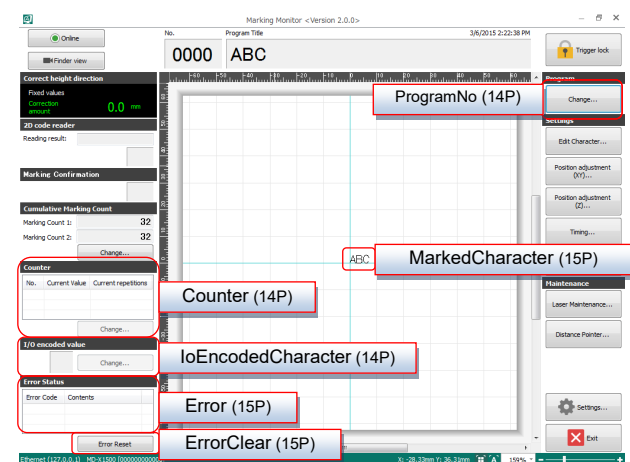 Marking Monitor <Version 2.0.0>
Online
Finder view
No.
Program Title
3/6/2015 2:22:38 PM
0000
ABC
Trigger lock
Correct height direction
Fixed values
Correction
amount
0.0 mm
2D code reader
Reading result:
Marking Confirmation
Cumulative Marking Count
Marking Count 1: 32
Marking Count 2: 32
Change...
Counter
No. Current Value Current repetitions
Change...
I/O encoded value
Change...
Error Status
Error Code Contents
Error Reset
ProgramNo (14P)
ABC
MarkedCharacter (15P)
Counter (14P)
IoEncodedCharacter (14P)
Error (15P)
ErrorClear (15P)
Program
Change...
Settings
Edit Character...
Position adjustment
(XY)...
Position adjustment
(Z)...
Timing...
Maintenance
Laser Maintenance...
Distance Pointer...
Settings...
Exit
Ethernet (127.0.0.1)
X: -28.33mm Y: 36.31mm
A
159%